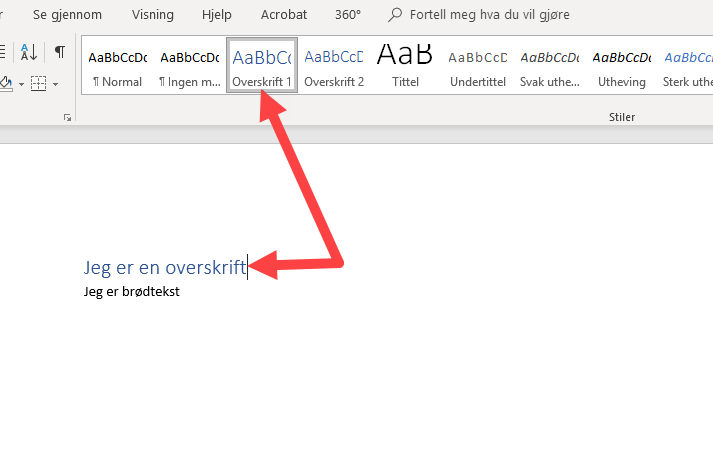 Se gjennom Visning Hjelp Acrobat 360° Fortell meg hva du vil gjøre
AaBbCcDc AaBbCcDc AaBbCc AaBbCcD AaB AaBbCcD AaBbCcDc AaBbCcDc AaBbCcDc
¶ Normal ¶ Ingen m... Overskrift 1 Overskrift 2 Tittel Undertittel Svak uthe... Utheving Sterk uthe
Stiler
Jeg er en overskrift
Jeg er brødtekst